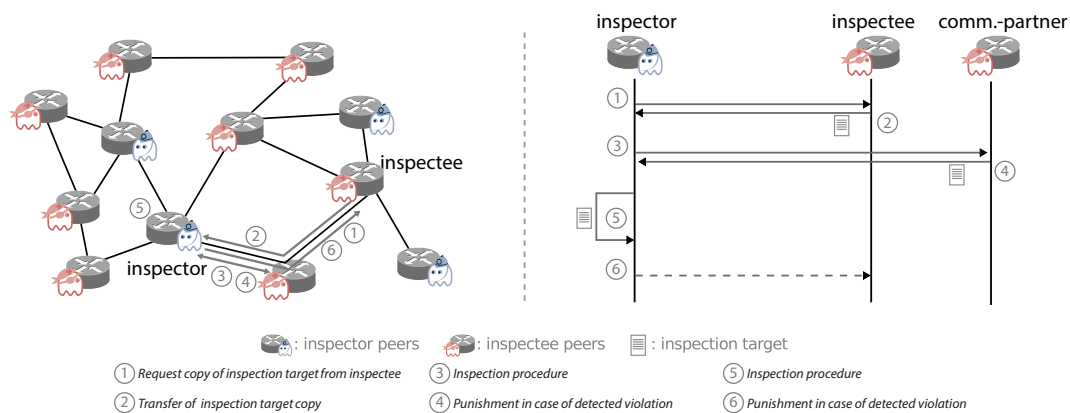 inspector
inspectee
comm.-partner
1
2
3
4
5
6
inspectee
5
2
1
6
3
4
inspector
: inspector peers
: inspectee peers
: inspection target
1 Request copy of inspection target from inspectee
3 Inspection procedure
5 Inspection procedure
2 Transfer of inspection target copy
4 Punishment in case of detected violation
6 Punishment in case of detected violation